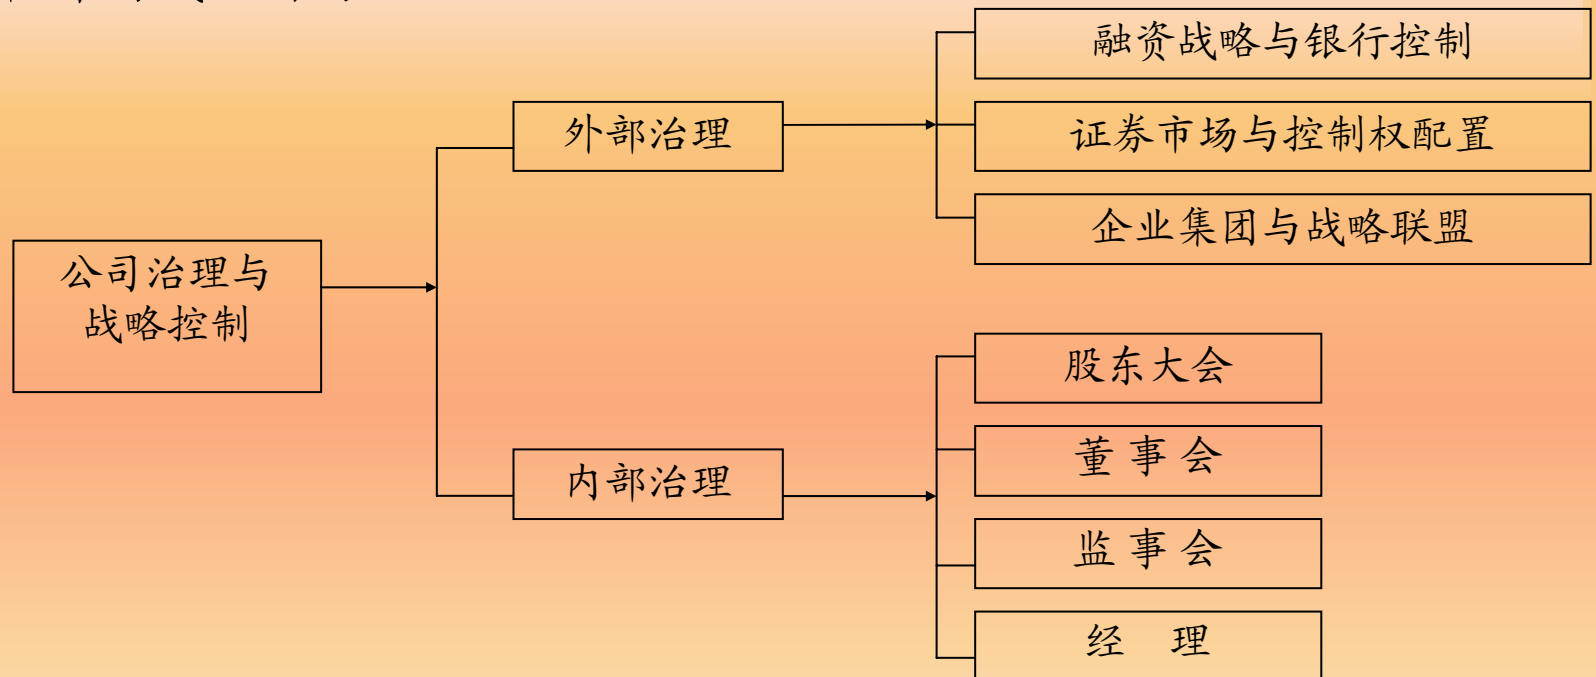 融资战略与银行控制
外部治理
证券市场与控制权配置
企业集团与战略联盟
公司治理与
战略控制
股东大会
董事会
内部治理
监事会
经 理